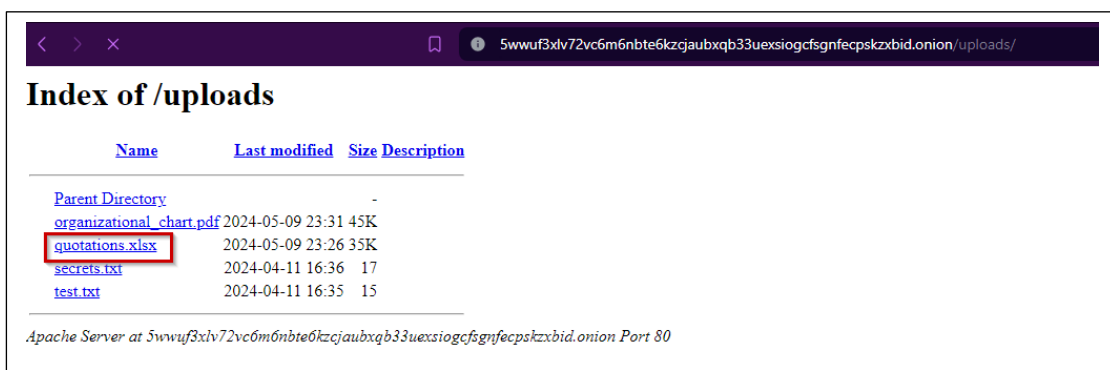 5wwuf3xlv72vc6m6nbte6kzcjaubxqb33uexsiogcfsgnfecpskzxbid.onion/uploads/
Index of /uploads
Name Last modified Size Description
Parent Directory -
organizational_chart.pdf 2024-05-09 23:31 45K
quotations.xlsx 2024-05-09 23:26 35K
secrets.txt 2024-04-11 16:36 17
test.txt 2024-04-11 16:35 15
Apache Server at 5wwuf3xlv72vc6m6nbte6kzcjaubxqb33uexsiogcfsgnfecpskzxbid.onion Port 80